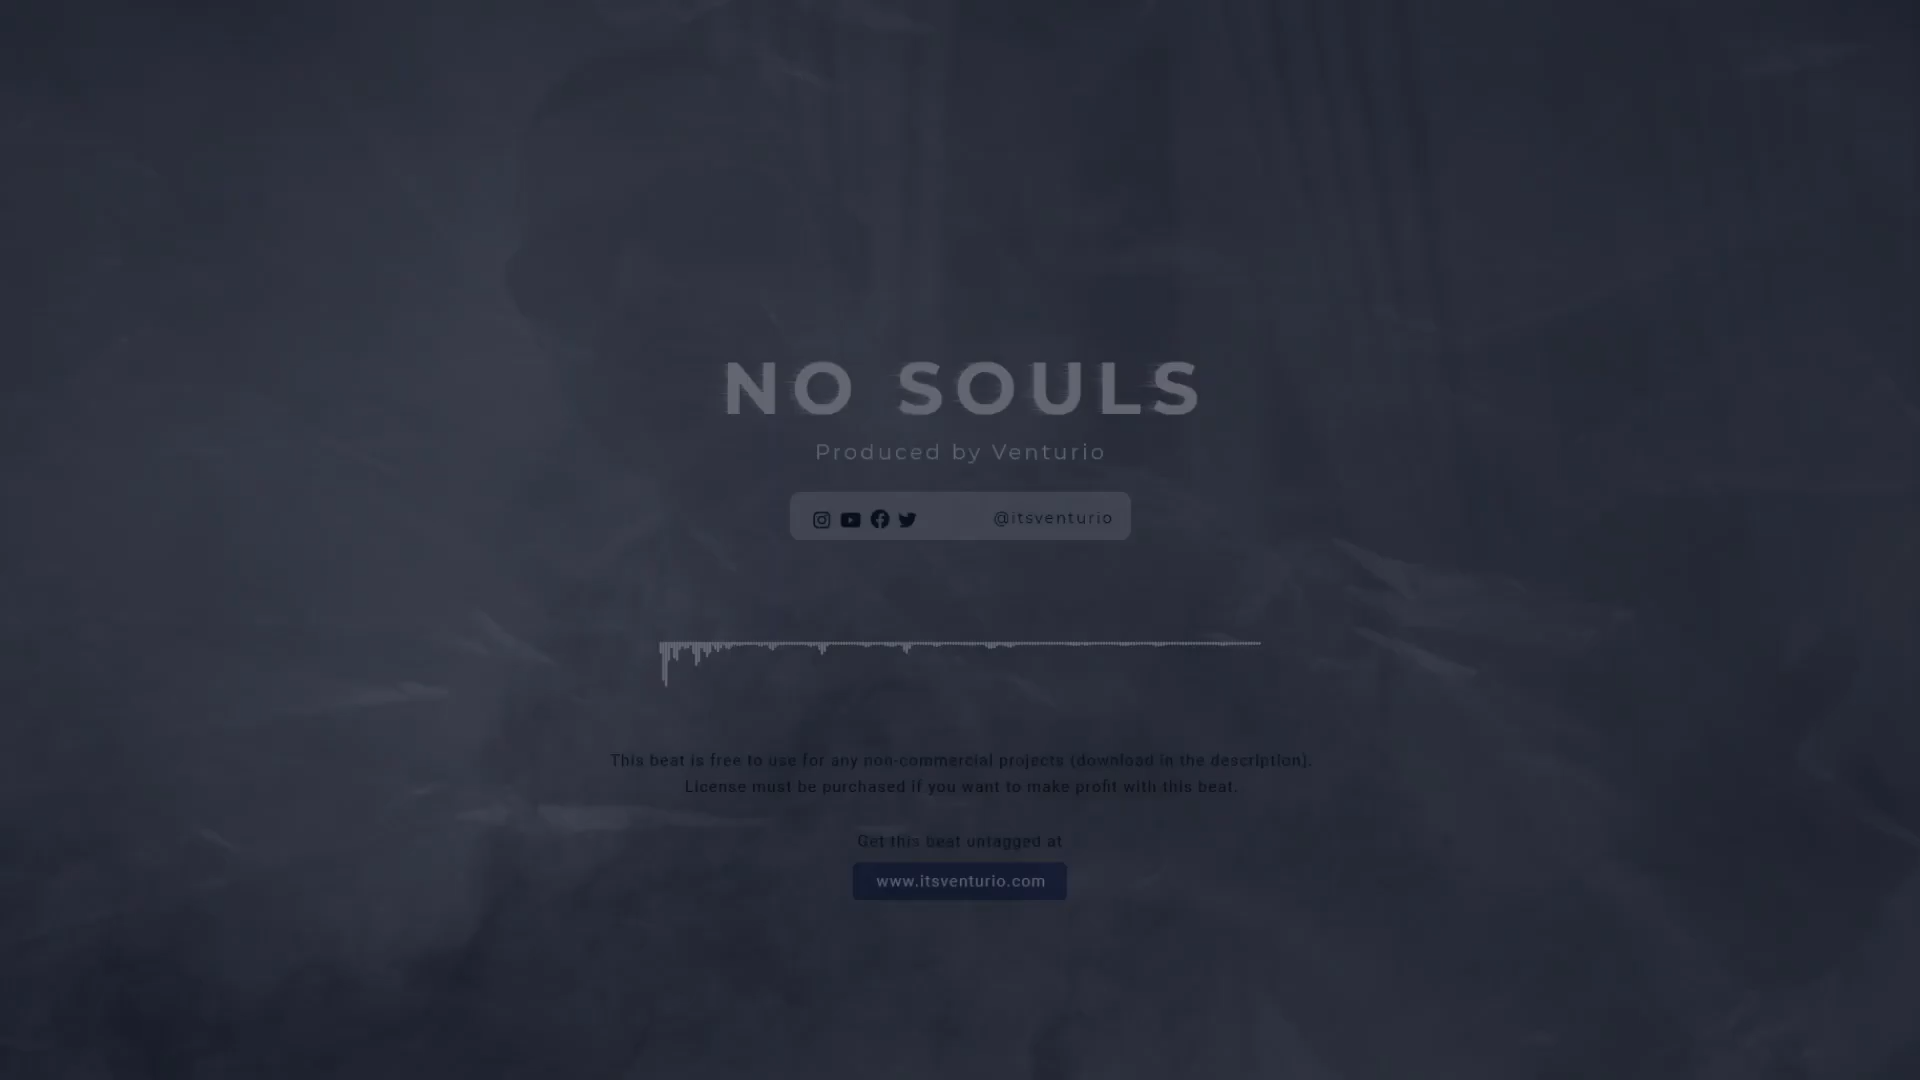 NO SOULS
Produced by Venturio
@itsventurio
This beat is free to use for any non-commercial projects (download in the description).
License must be purchased if you want to make profit with this beat.
Get this beat untagged at
www.itsventurio.com